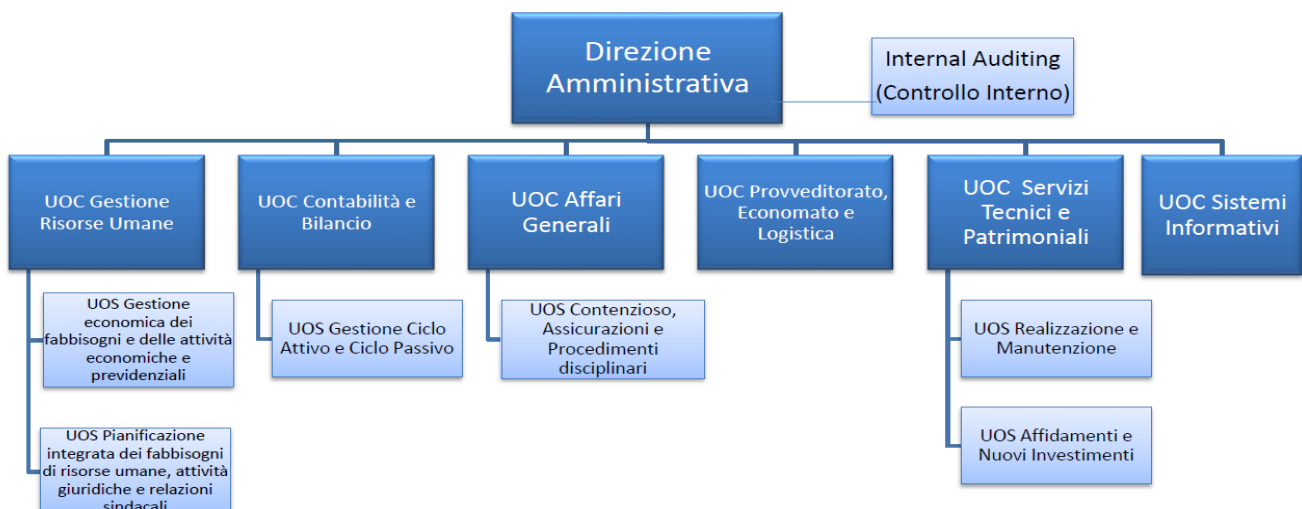 Direzione
Amministrativa
Internal Auditing
(Controllo Interno)
UOC Gestione
Risorse Umane
UOC Contabilità e
Bilancio
UOC Affari
Generali
UOC Provveditorato,
Economato e
Logistica
UOC Servizi
Tecnici e
Patrimoniali
UOC Sistemi
Informativi
UOS Gestione
economica dei
fabbisogni e delle attività
economiche e
previdenziali
UOS Gestione Ciclo
Attivo e Ciclo Passivo
UOS Contenzioso,
Assicurazioni e
Procedimenti
disciplinari
UOS Realizzazione e
Manutenzione
UOS Pianificazione
integrata dei fabbisogni
di risorse umane, attività
giuridiche e relazioni
sindacali
UOS Affidamenti e
Nuovi Investimenti